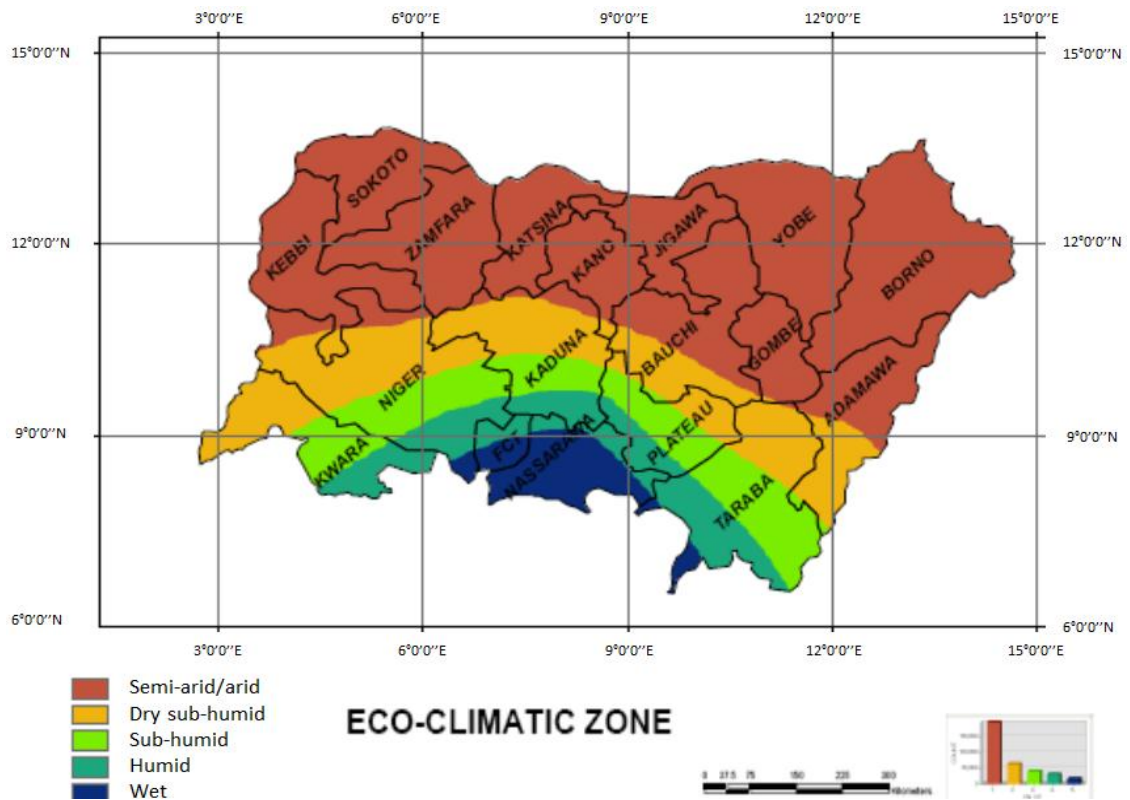 3°0'0''E 6°0'0''E 9°0'0''E 12°0'0''E 15°0'0''E
15°0'0''N 15°0'0''N
SOKOTO
ZAMFARA
KATSINA
KANO
JIGAWA
YOBE
BORNO
KEBBI
12°0'0''N 12°0'0''N
BAUCHI
GOMBE
ADAMAWA
KADUNA
NIGER
PLATEAU
9°0'0''N 9°0'0''N
KWARA
FCT
NASSARAWA
TARABA
6°0'0''N 6°0'0''N
3°0'0''E 6°0'0''E 9°0'0''E 12°0'0''E 15°0'0''E
Semi-arid/arid
Dry sub-humid
Sub-humid
Humid
Wet
ECO-CLIMATIC ZONE
0 37.5 75 150 225 300
Kilometers